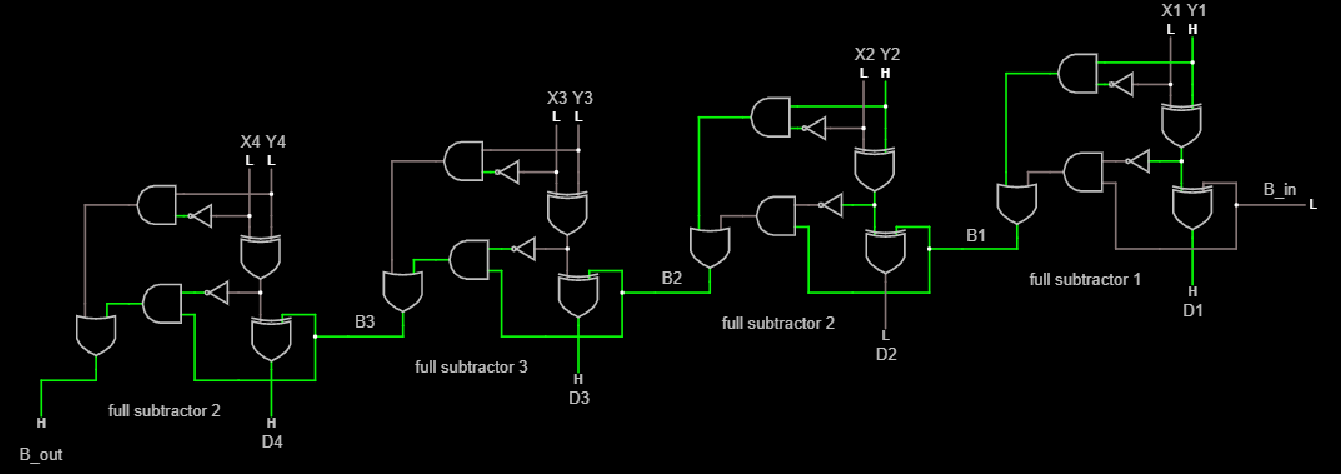 X1 Y1
L H
X2 Y2
L H
X3 Y3
L L
X4 Y4
L L
B_in
L
B1
full subtractor 1
H
D1
B2
full subtractor 2
L
D2
B3
full subtractor 3
H
D3
full subtractor 2
H
D4
H
B_out